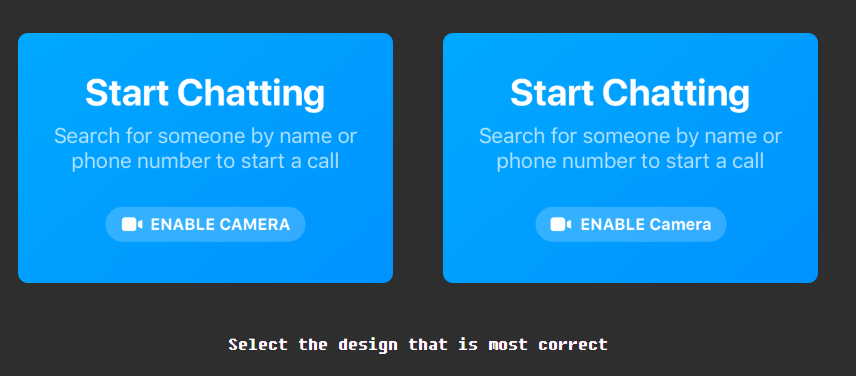 Start Chatting
Search for someone by name or
phone number to start a call
ENABLE CAMERA
Start Chatting
Search for someone by name or
phone number to start a call
ENABLE Camera
Select the design that is most correct